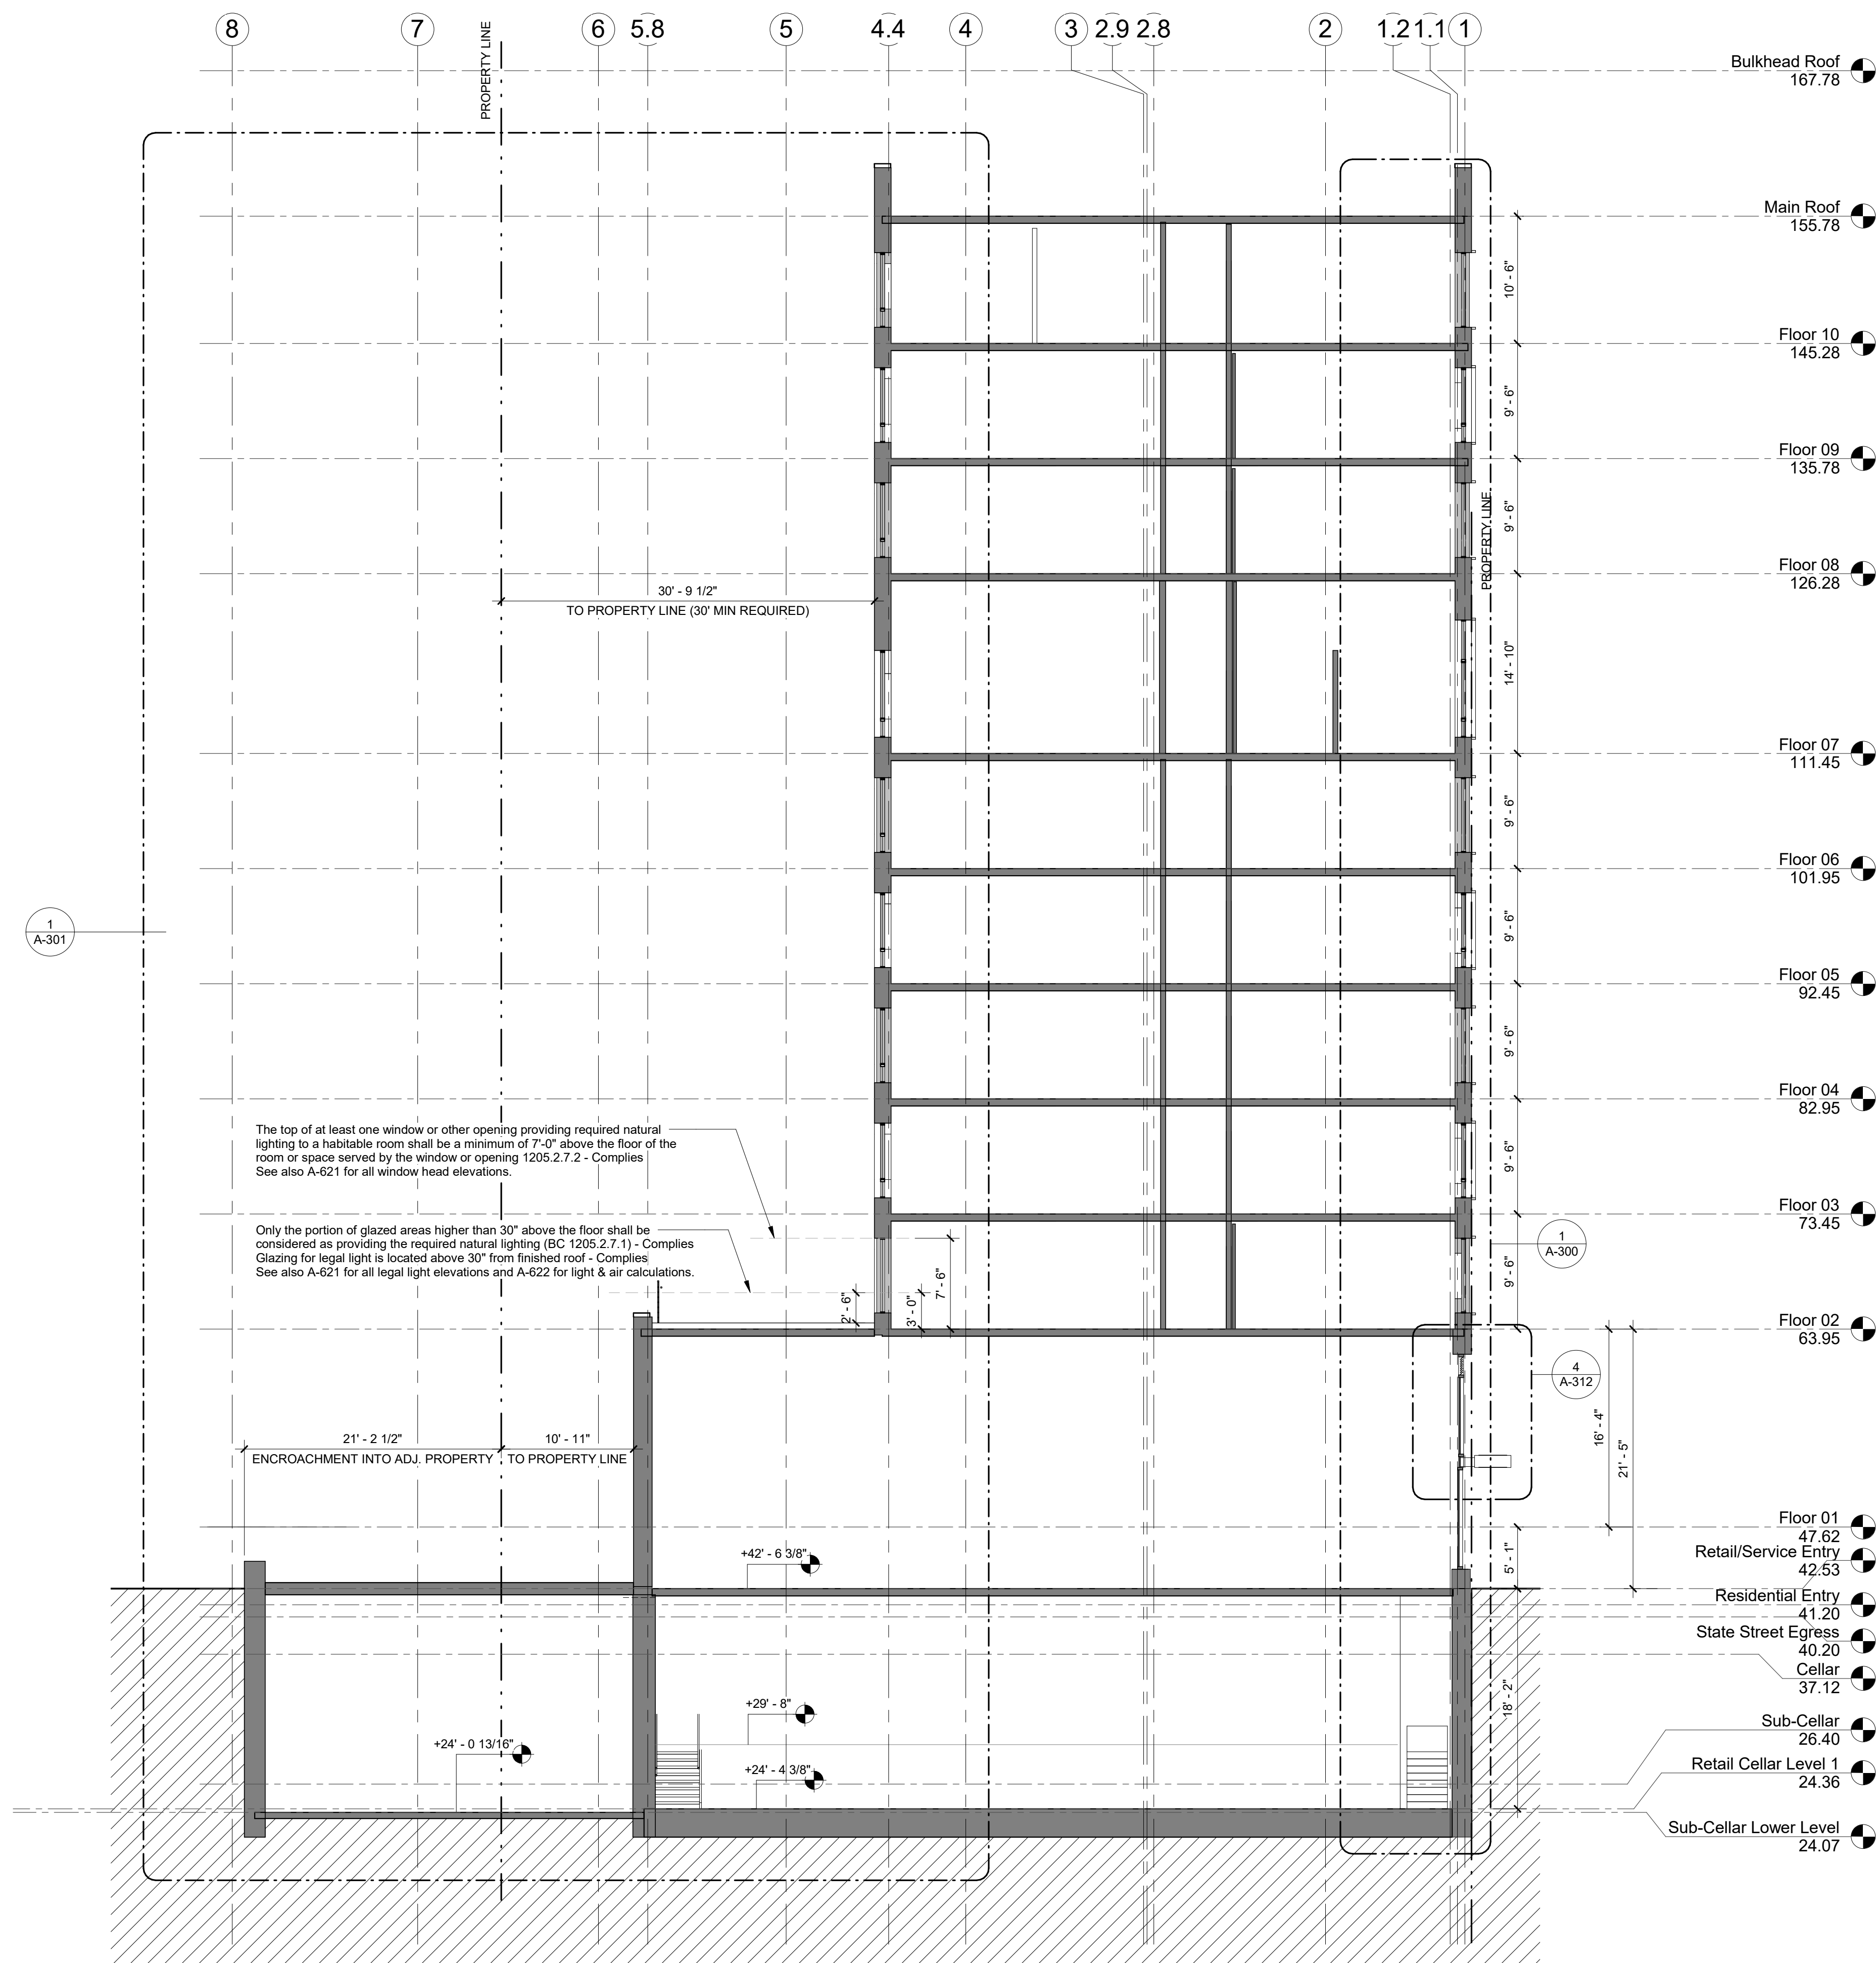 8 7 6 5.8 5 4.4 4 3 2.9 2.8 2 1.2 1.1 1
PROPERTY LINE
Bulkhead Roof
167.78
Main Roof
155.78
10' - 6"
Floor 10
145.28
9' - 6"
Floor 09
135.78
PROPERTY LINE
9' - 6"
Floor 08
126.28
30' - 9 1/2"
TO PROPERTY LINE (30' MIN REQUIRED)
14' - 10"
Floor 07
111.45
9' - 6"
Floor 06
101.95
1
A-301
9' - 6"
Floor 05
92.45
9' - 6"
Floor 04
82.95
The top of at least one window or other opening providing required natural
lighting to a habitable room shall be a minimum of 7'-0" above the floor of the
room or space served by the window or opening 1205.2.7.2 - Complies
See also A-621 for all window head elevations.
9' - 6"
Floor 03
73.45
Only the portion of glazed areas higher than 30" above the floor shall be
considered as providing the required natural lighting (BC 1205.2.7.1) - Complies
Glazing for legal light is located above 30" from finished roof - Complies
See also A-621 for all legal light elevations and A-622 for light & air calculations.
1
A-300
2' - 6"
3' - 0"
7' - 6"
9' - 6"
Floor 02
63.95
4
A-312
16' - 4"
21' - 5"
21' - 2 1/2"
ENCROACHMENT INTO ADJ. PROPERTY
10' - 11"
TO PROPERTY LINE
Floor 01
47.62
5' - 1"
Retail/Service Entry
42.53
+42' - 6 3/8"
Residential Entry
41.20
State Street Egress
40.20
Cellar
37.12
18' - 2"
+29' - 8"
Sub-Cellar
26.40
+24' - 0 13/16"
+24' - 4 3/8"
Retail Cellar Level 1
24.36
Sub-Cellar Lower Level
24.07